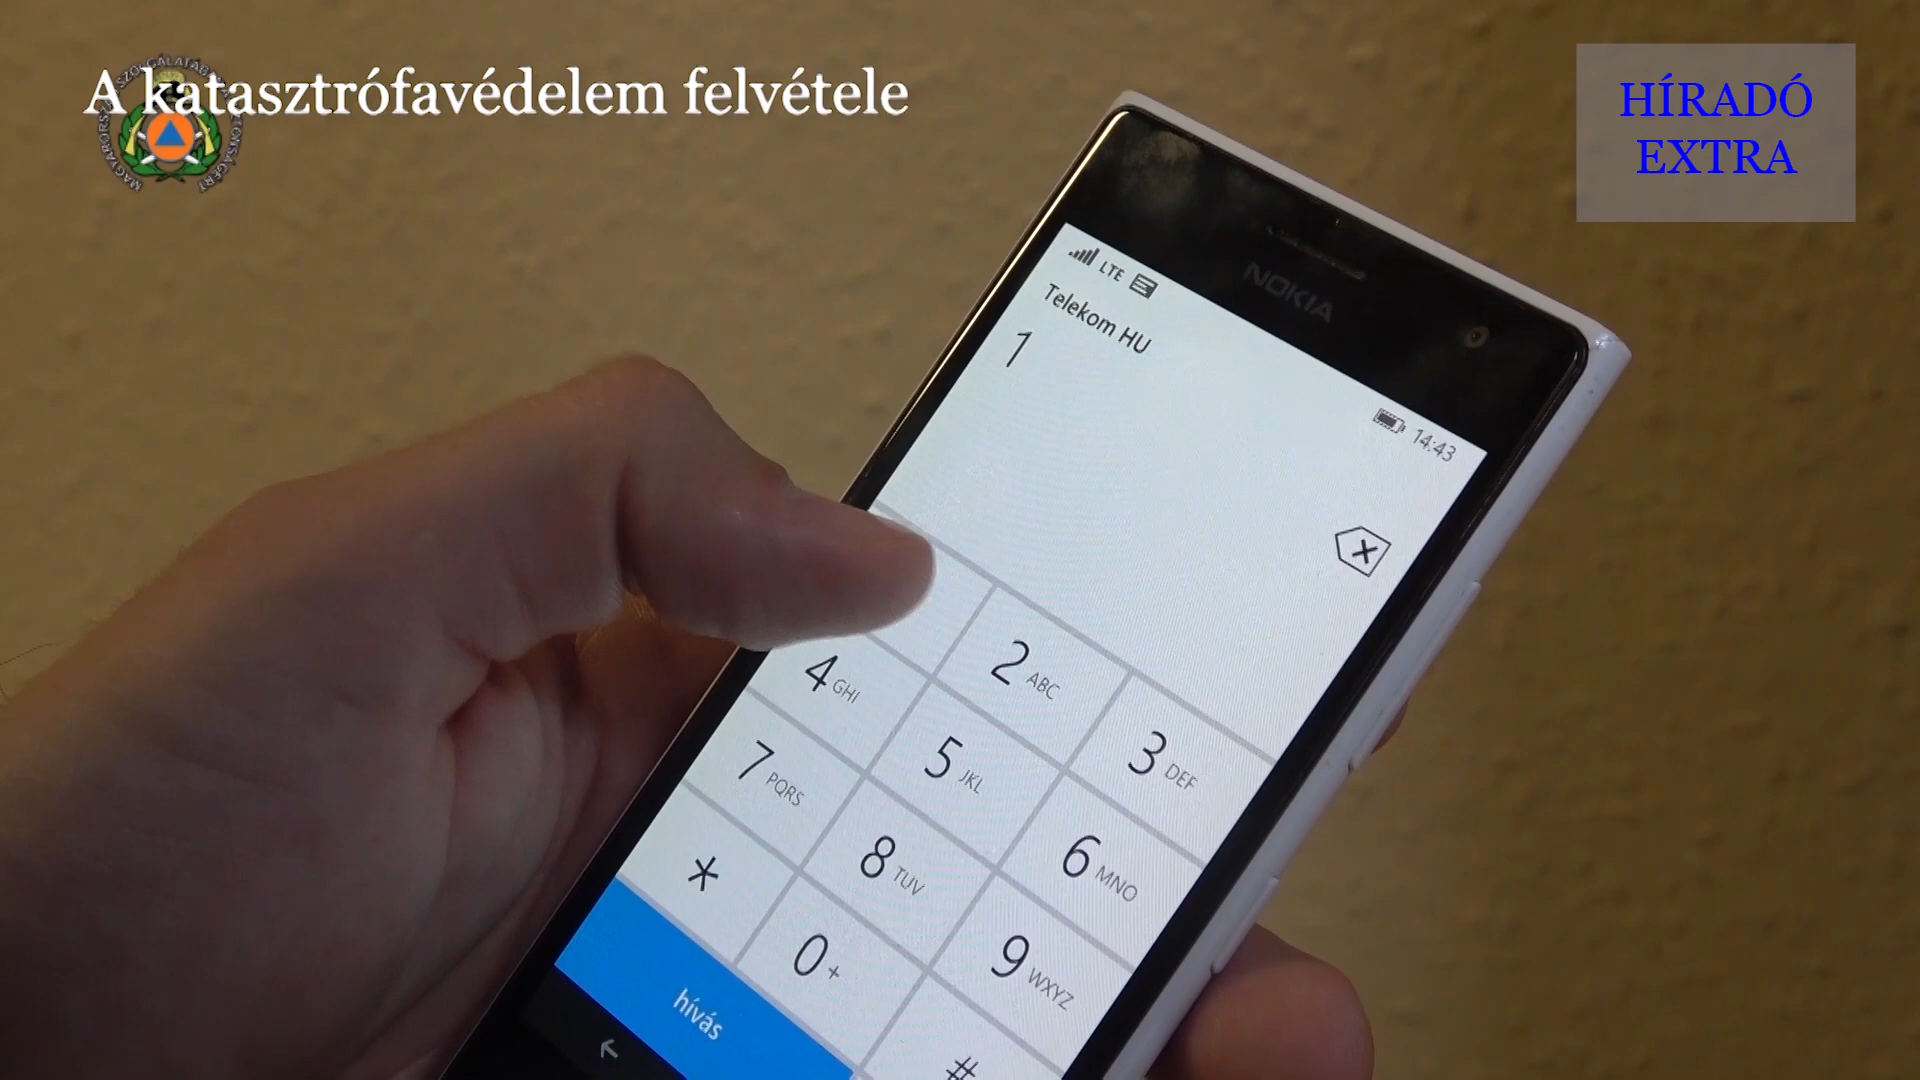 A katasztrófavédelem felvétele
HÍRADÓ
EXTRA
NOKIA
LTE
Telekom HU
14:43
1
2 ABC
3 DEF
4 GHI
5 JKL
6 MNO
7 PQRS
8 TUV
9 WXYZ
*
0 +
#
hívás